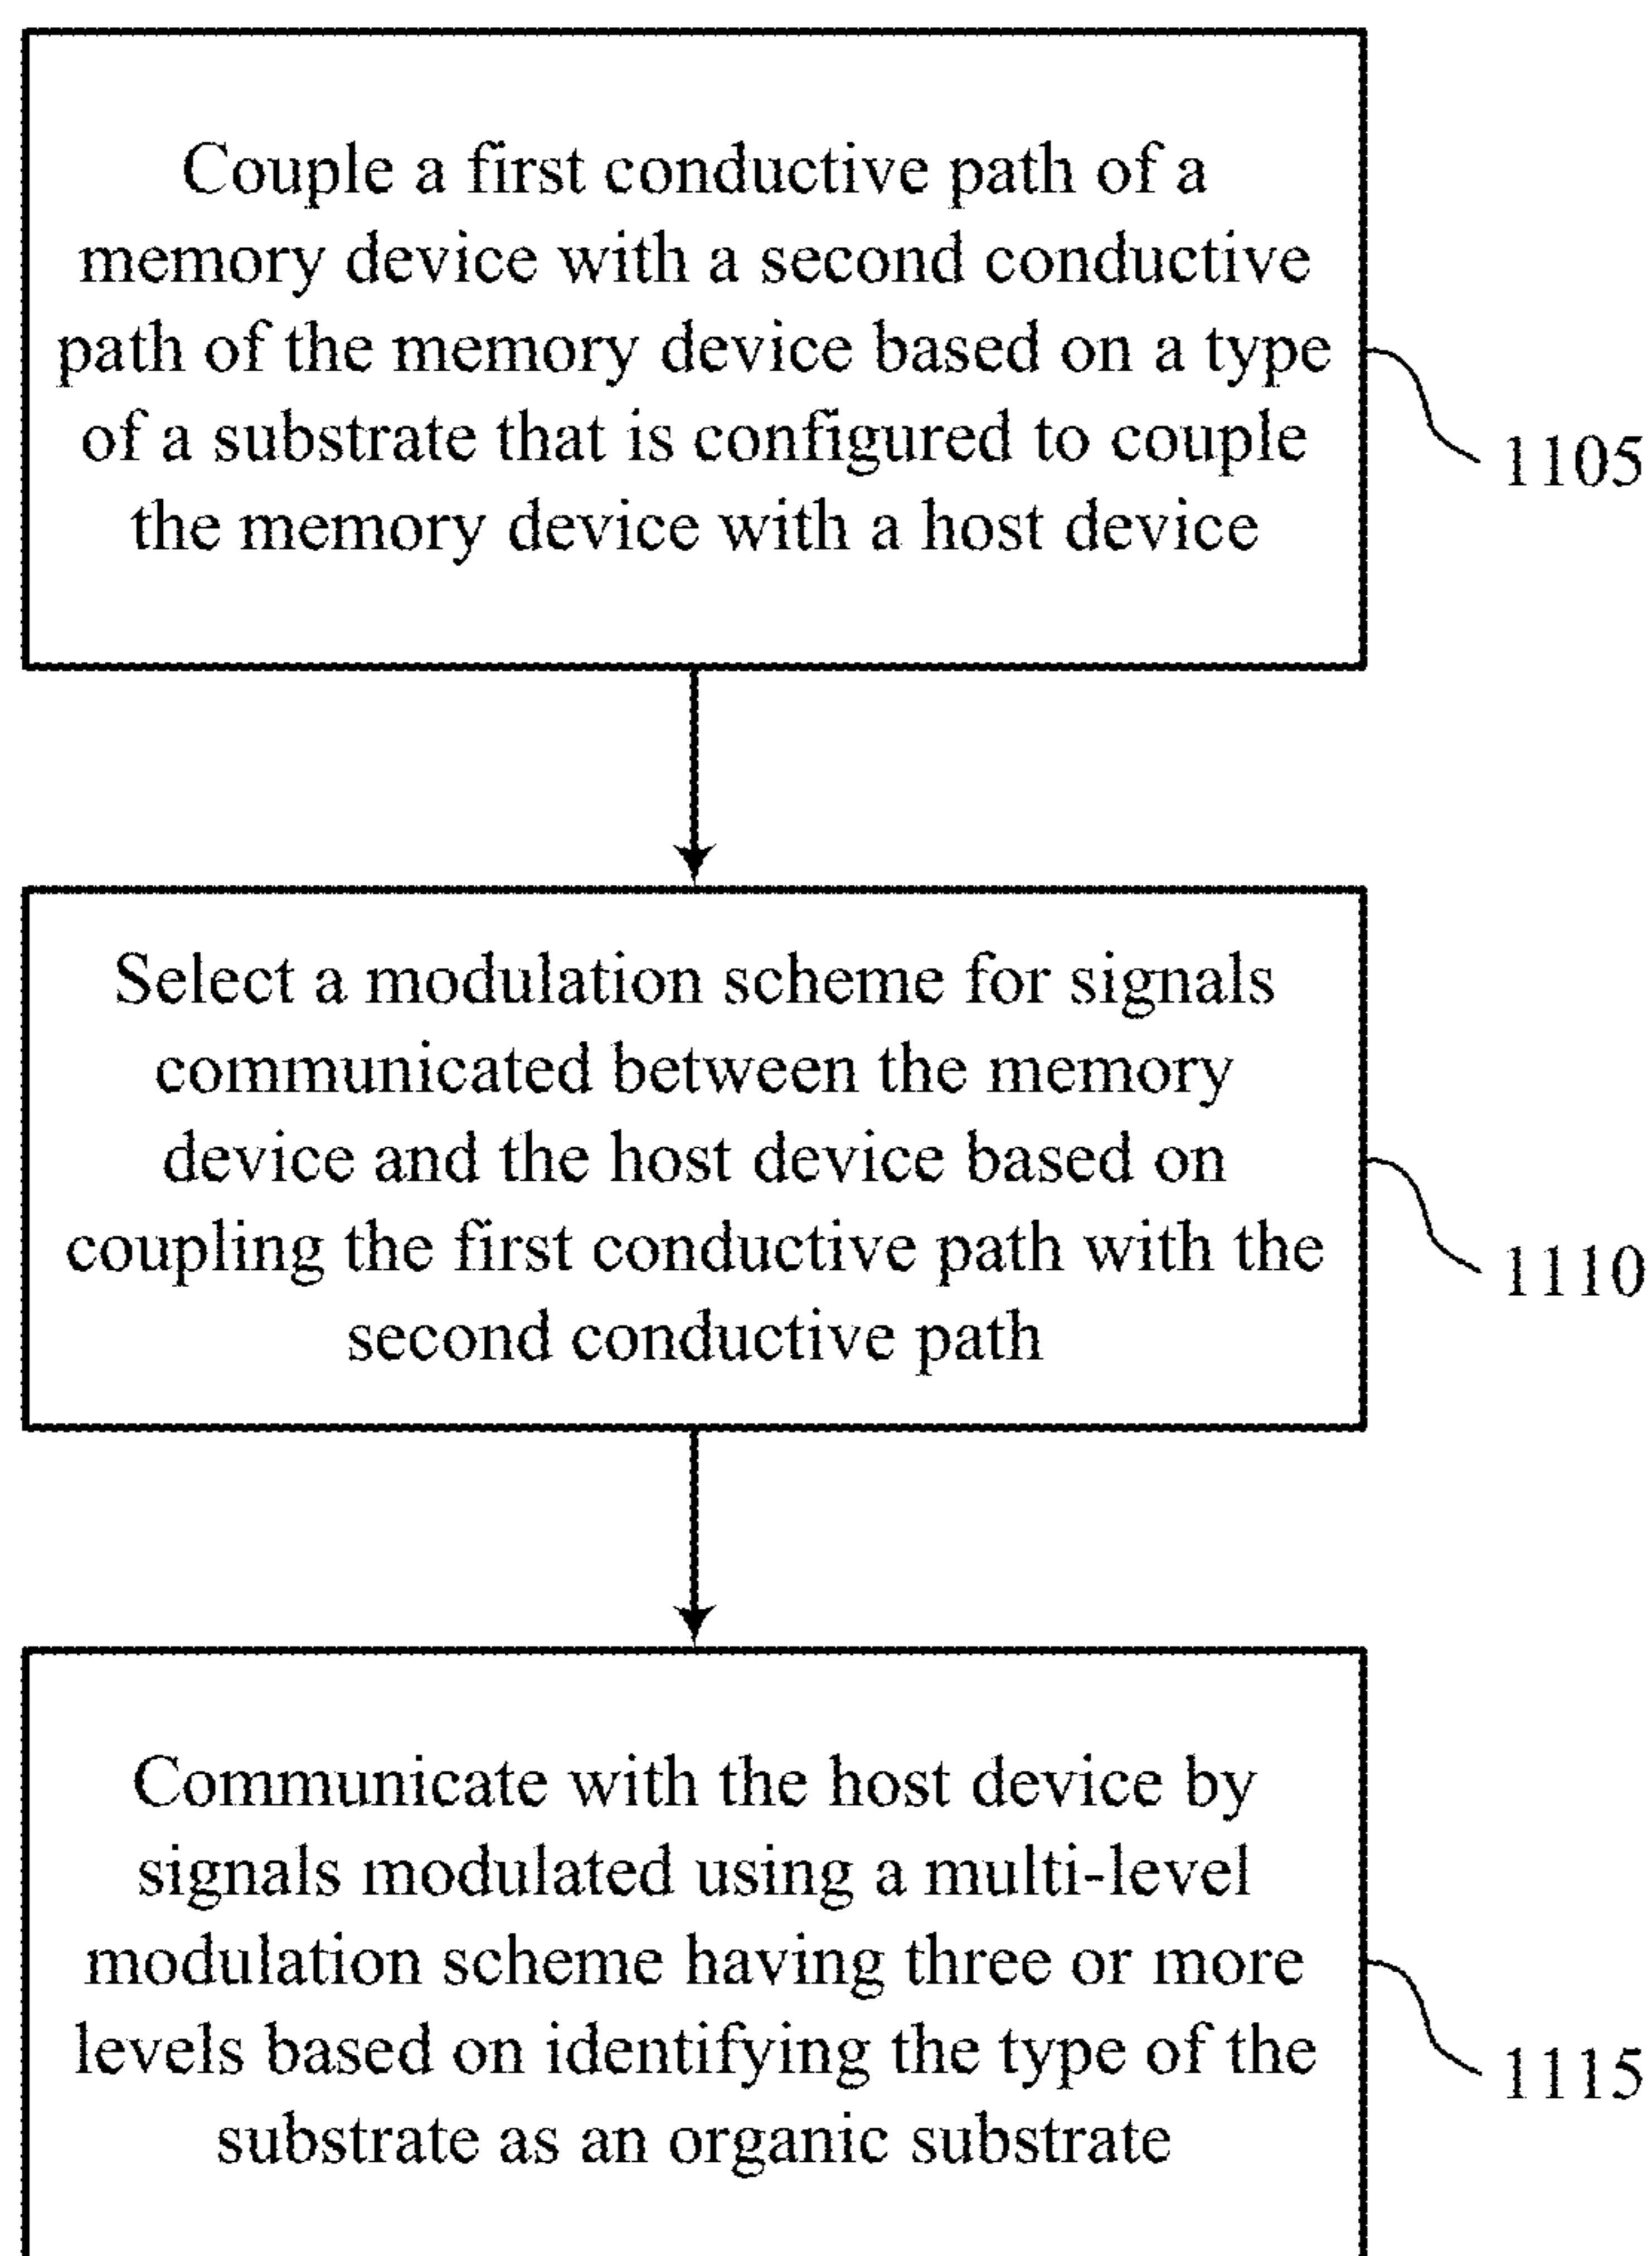 Couple a first conductive path of a
memory device with a second conductive
path of the memory device based on a type
of a substrate that is configured to couple
the memory device with a host device
1105
Select a modulation scheme for signals
communicated between the memory
device and the host device based on
coupling the first conductive path with the
second conductive path
1110
Communicate with the host device by
signals modulated using a multi-level
modulation scheme having three or more
levels based on identifying the type of the
substrate as an organic substrate
1115